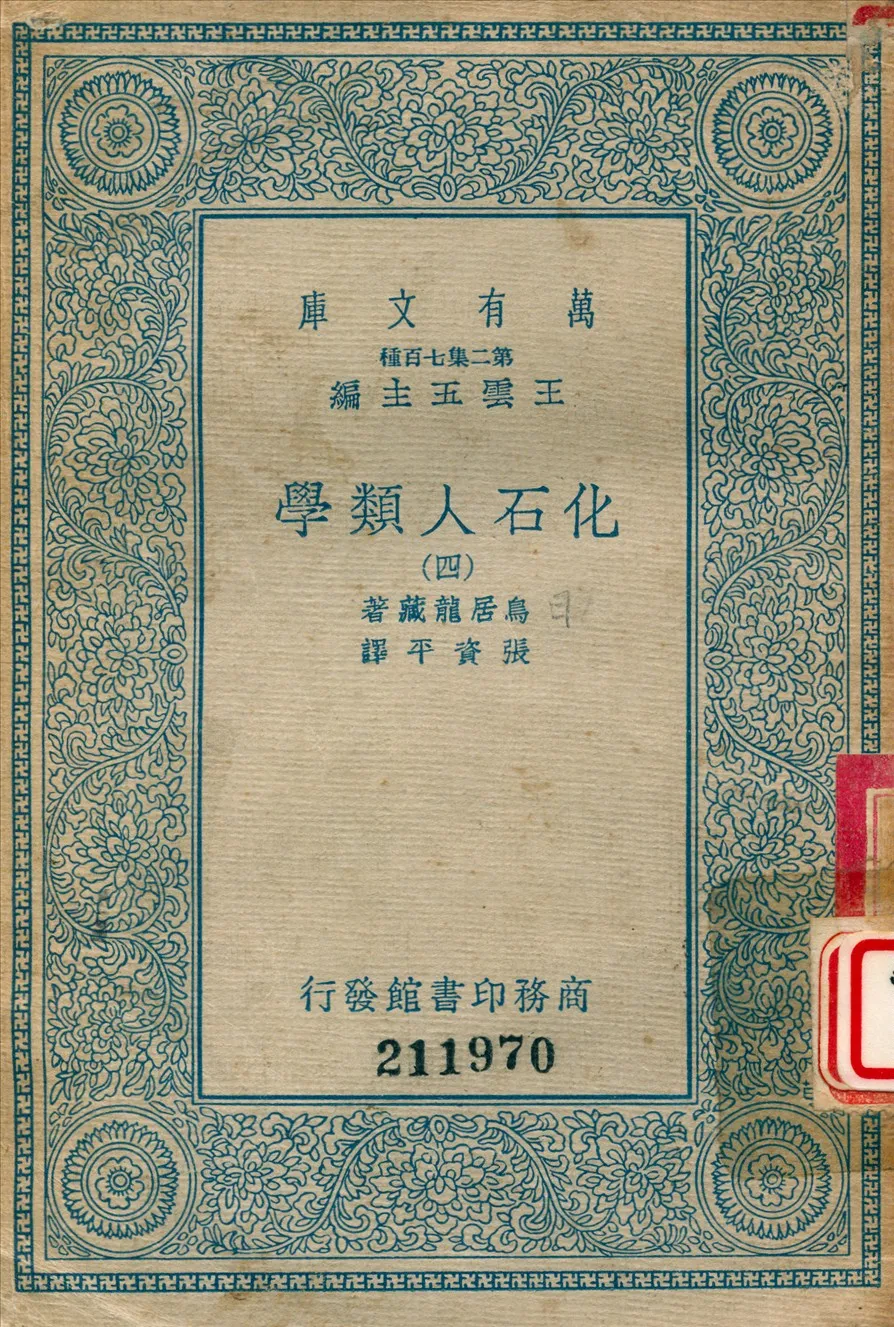 萬有文庫
第二集七百種
王雲五主編
化石人類學
(四)
鳥居龍藏著
日
張資平譯
商務印書館發行
211970